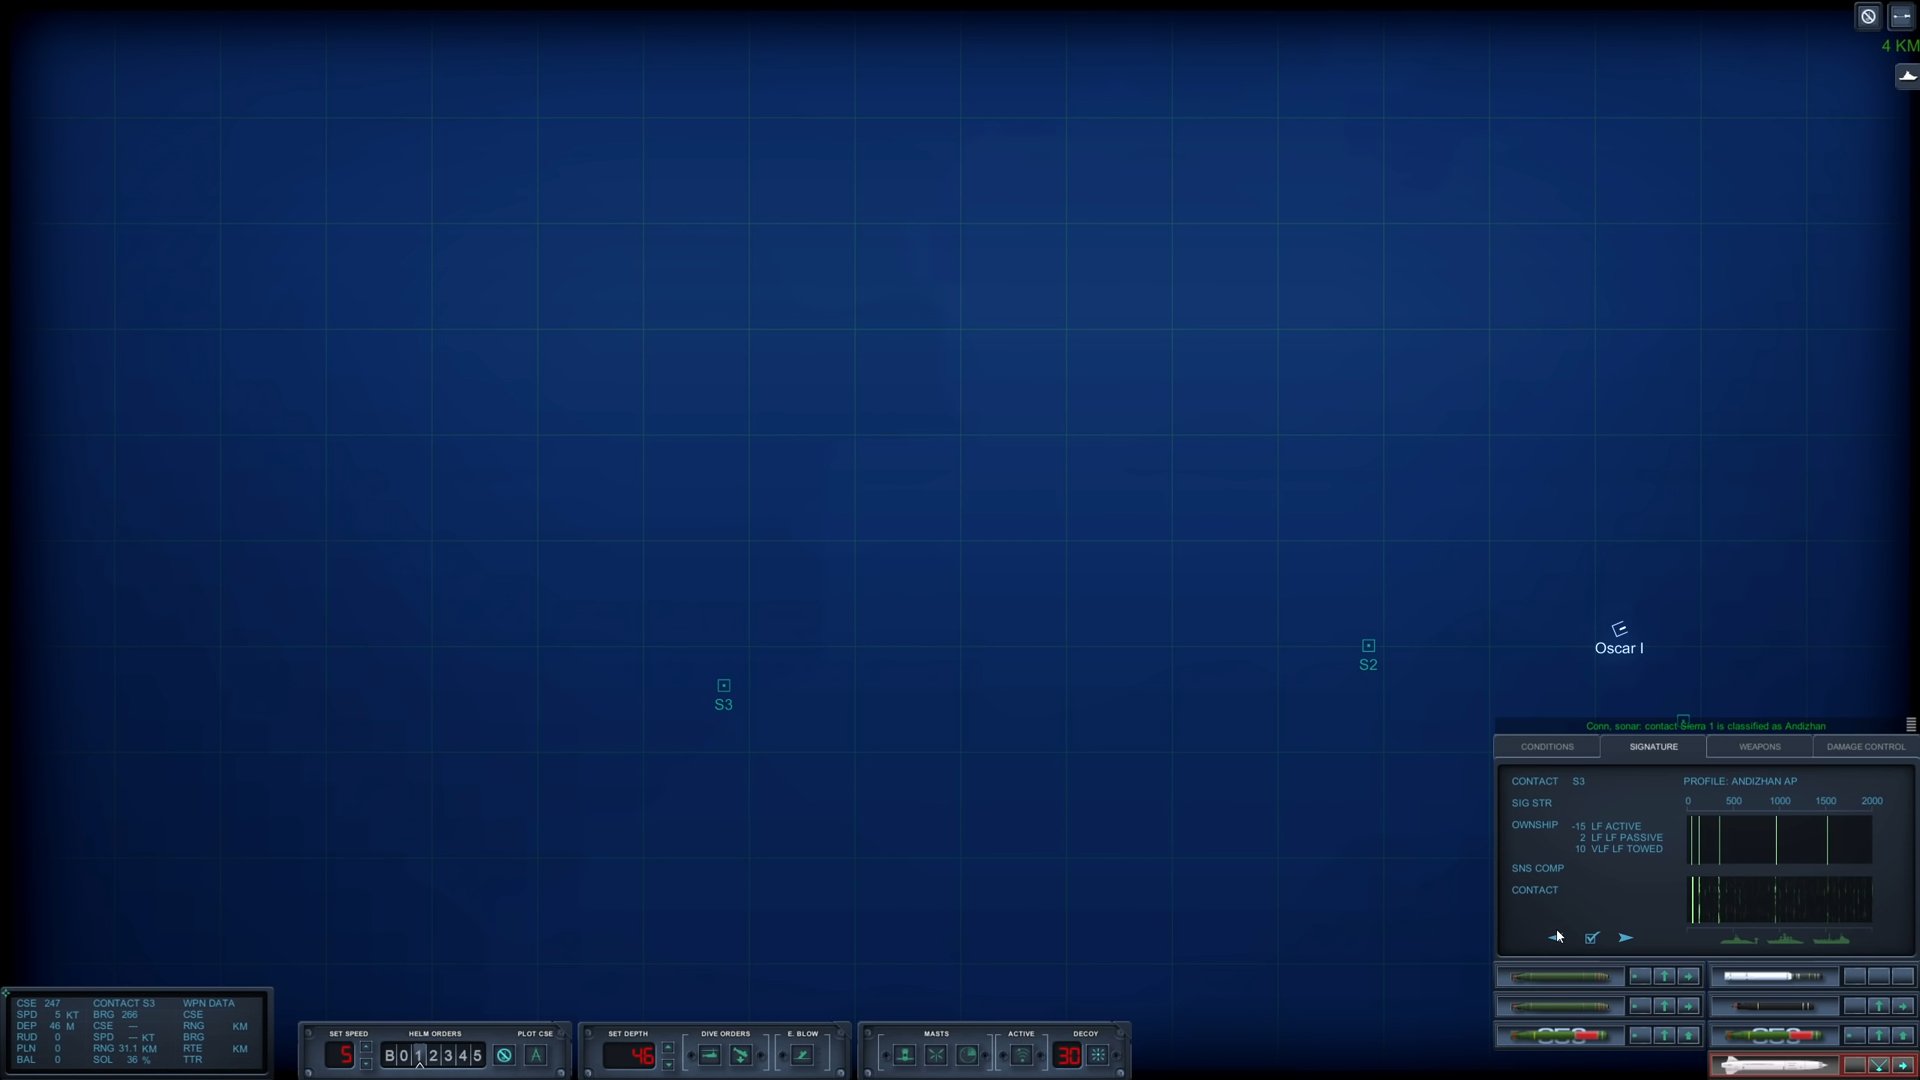 4 KM
Oscar I
S2
S3
Conn, sonar: contact Sierra 1 is classified as Andizhan
CONDITIONS SIGNATURE WEAPONS DAMAGE CONTROL
CONTACT S3 PROFILE: ANDIZHAN AP
SIG STR 0 500 1000 1500 2000
OWNSHIP -15 LF ACTIVE
2 LF LF PASSIVE
10 VLF LF TOWED
SNS COMP
CONTACT
CSE 247 CONTACT S3 WPN DATA
SPD 5 KT BRG 266 CSE
DEP 46 M CSE --- RNG KM
RUD 0 SPD --- KT BRG
PLN 0 RNG 31.1 KM RTE KM
BAL 0 SOL 36 % TTR
SET SPEED HELM ORDERS PLOT CSE
5 B 0 1 2 3 4 5
SET DEPTH DIVE ORDERS E. BLOW
46
MASTS ACTIVE DECOY
30